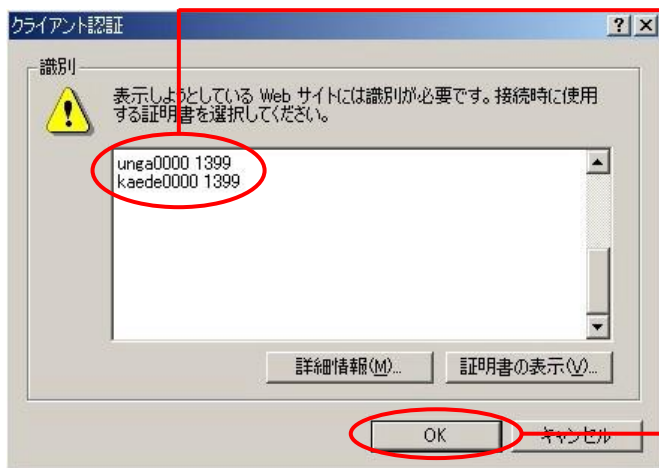 クライアント認証
識別
表示しようとしている Web サイトには識別が必要です。接続時に使用
する証明書を選択してください。
unga0000 1399
kaede0000 1399
詳細情報(M)...
証明書の表示(V)...
OK
キャンセル